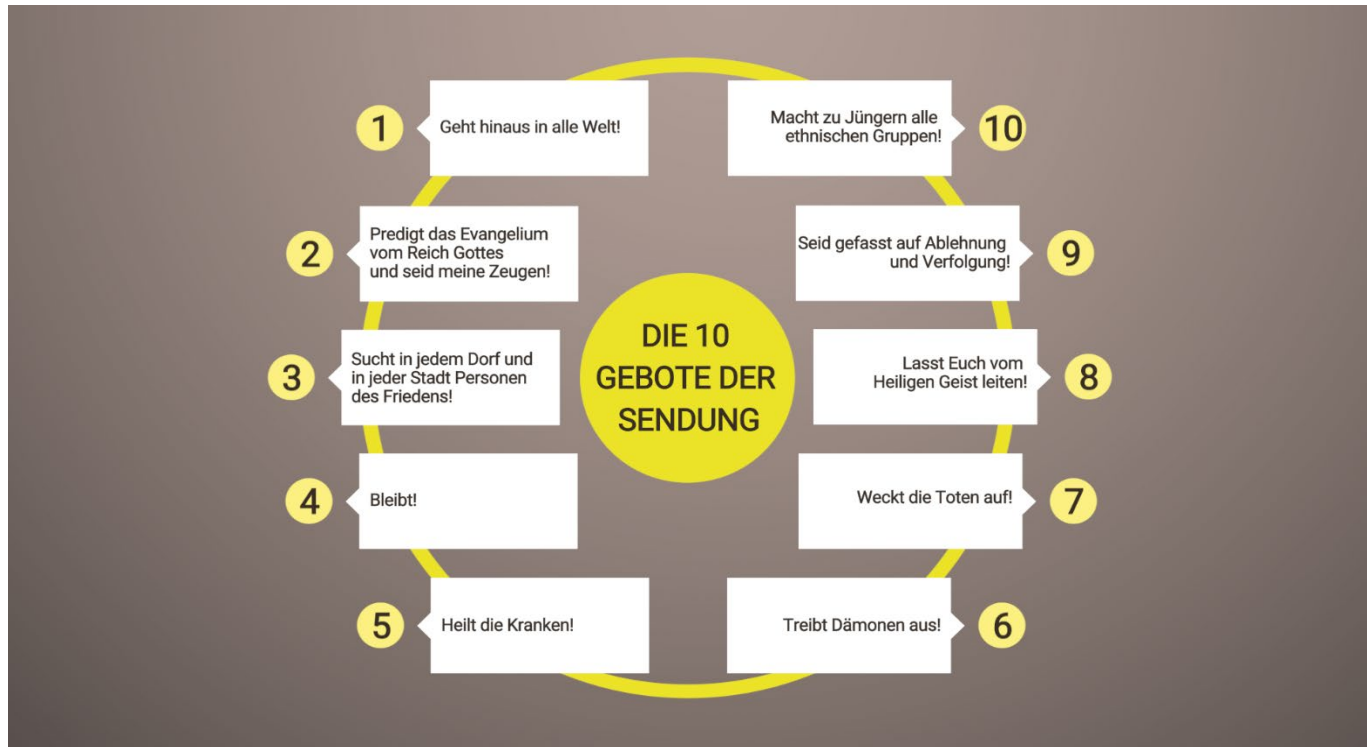 DIE 10
GEBOTE DER
SENDUNG
1
Geht hinaus in alle Welt!
2
Predigt das Evangelium
vom Reich Gottes
und seid meine Zeugen!
3
Sucht in jedem Dorf und
in jeder Stadt Personen
des Friedens!
4
Bleibt!
5
Heilt die Kranken!
6
Treibt Dämonen aus!
7
Weckt die Toten auf!
8
Lasst Euch vom
Heiligen Geist leiten!
9
Seid gefasst auf Ablehnung
und Verfolgung!
10
Macht zu Jüngern alle
ethnischen Gruppen!